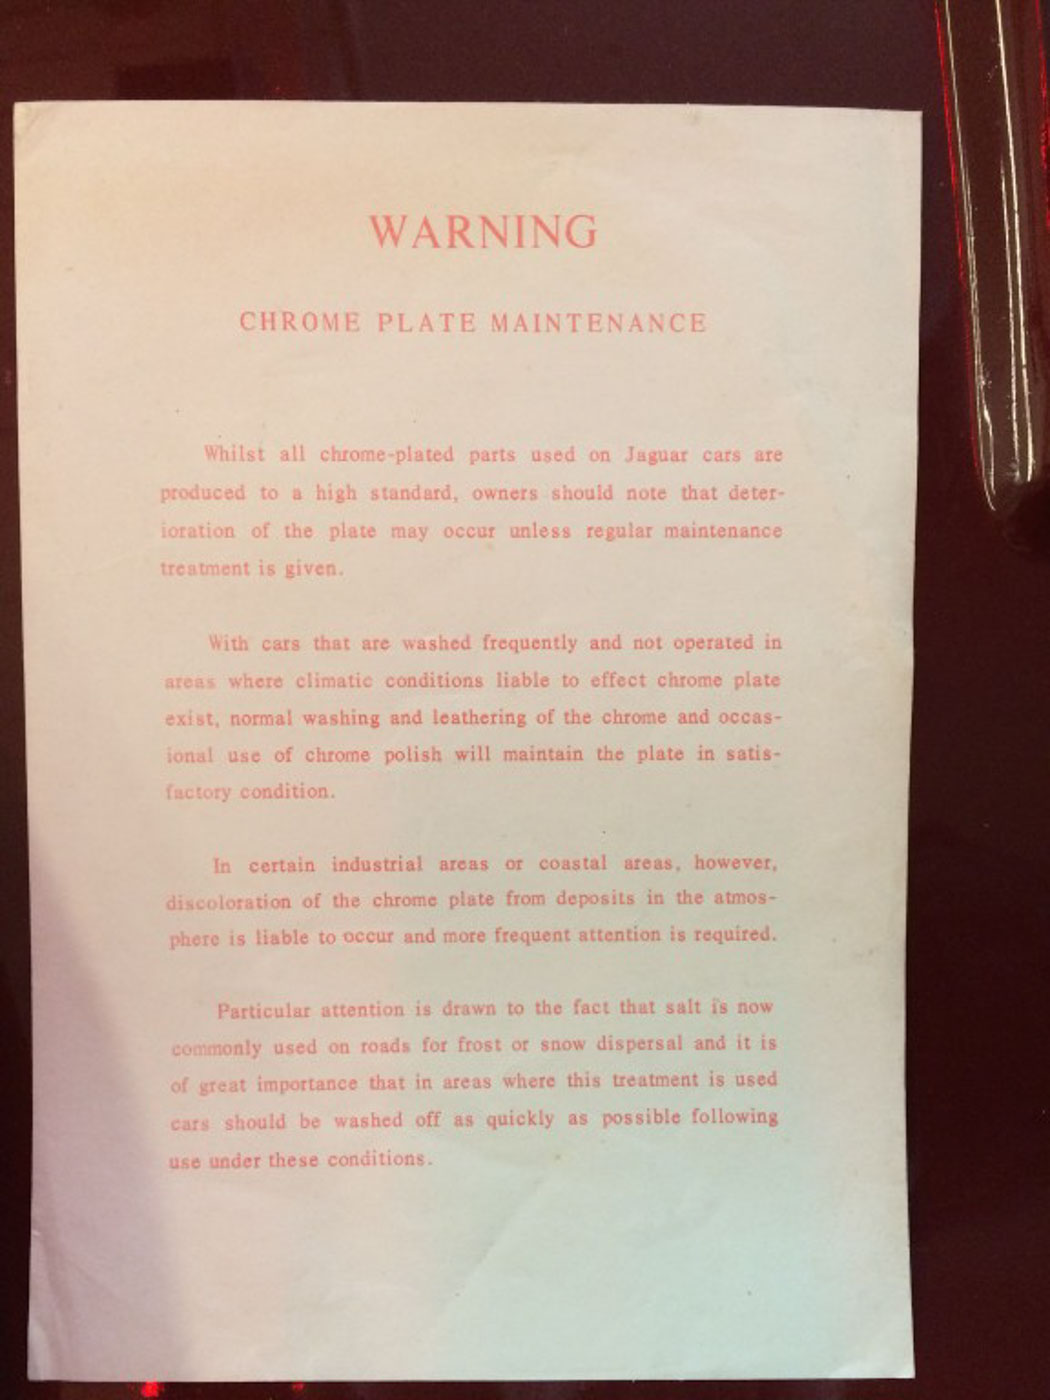 WARNING
CHROME PLATE MAINTENANCE
Whilst all chrome-plated parts used on Jaguar cars are
produced to a high standard, owners should note that deter-
ioration of the plate may occur unless regular maintenance
treatment is given.
With cars that are washed frequently and not operated in
areas where climatic conditions liable to effect chrome plate
exist, normal washing and leathering of the chrome and occas-
ional use of chrome polish will maintain the plate in satis-
factory condition.
In certain industrial areas or coastal areas, however,
discoloration of the chrome plate from deposits in the atmos-
phere is liable to occur and more frequent attention is required.
Particular attention is drawn to the fact that salt is now
commonly used on roads for frost or snow dispersal and it is
of great importance that in areas where this treatment is used
cars should be washed off as quickly as possible following
use under these conditions.